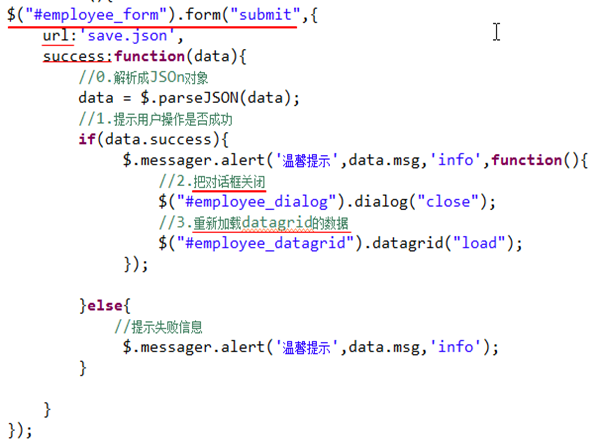 $("#employee_form").form("submit",{
    url:'save.json',
    success:function(data){
        //0.解析成JSOn对象
        data = $.parseJSON(data);
        //1.提示用户操作是否成功
        if(data.success){
             $.messager.alert('温馨提示',data.msg,'info',function(){
                 //2.把对话框关闭
                 $("#employee_dialog").dialog("close");
                 //3.重新加载datagrid的数据
                 $("#employee_datagrid").datagrid("load");
             });
        }else{
            //提示失败信息
             $.messager.alert('温馨提示',data.msg,'info');
        }
    }
});